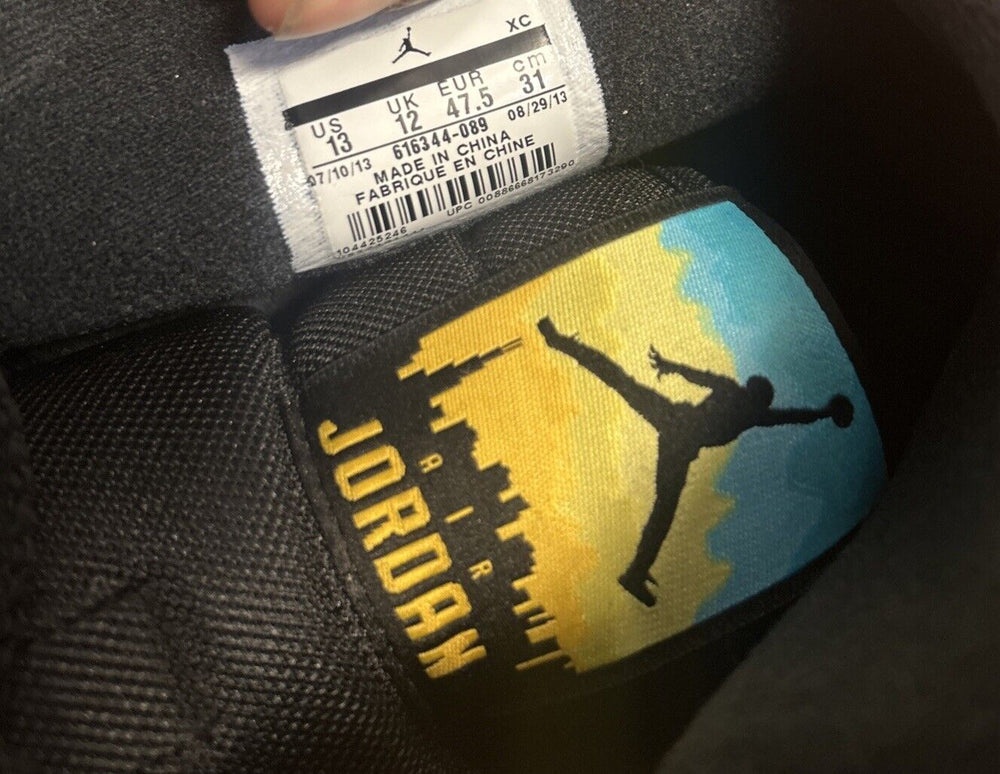 XC
US UK EUR cm
13 12 47.5 31
616344-089
07/10/13 08/29/13
MADE IN CHINA
FABRIQUE EN CHINE
UPC 00886668173290
104425246
AIR
JORDAN